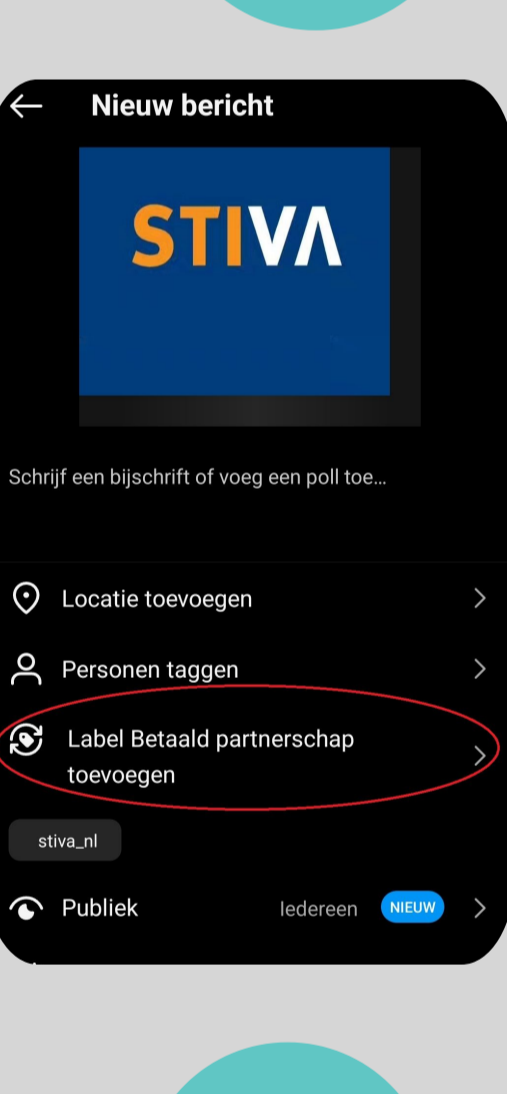 Nieuw bericht
STIVA
Schrijf een bijschrift of voeg een poll toe...
Locatie toevoegen
Personen taggen
Label Betaald partnerschap
toevoegen
stiva_nl
Publiek Iedereen NIEUW